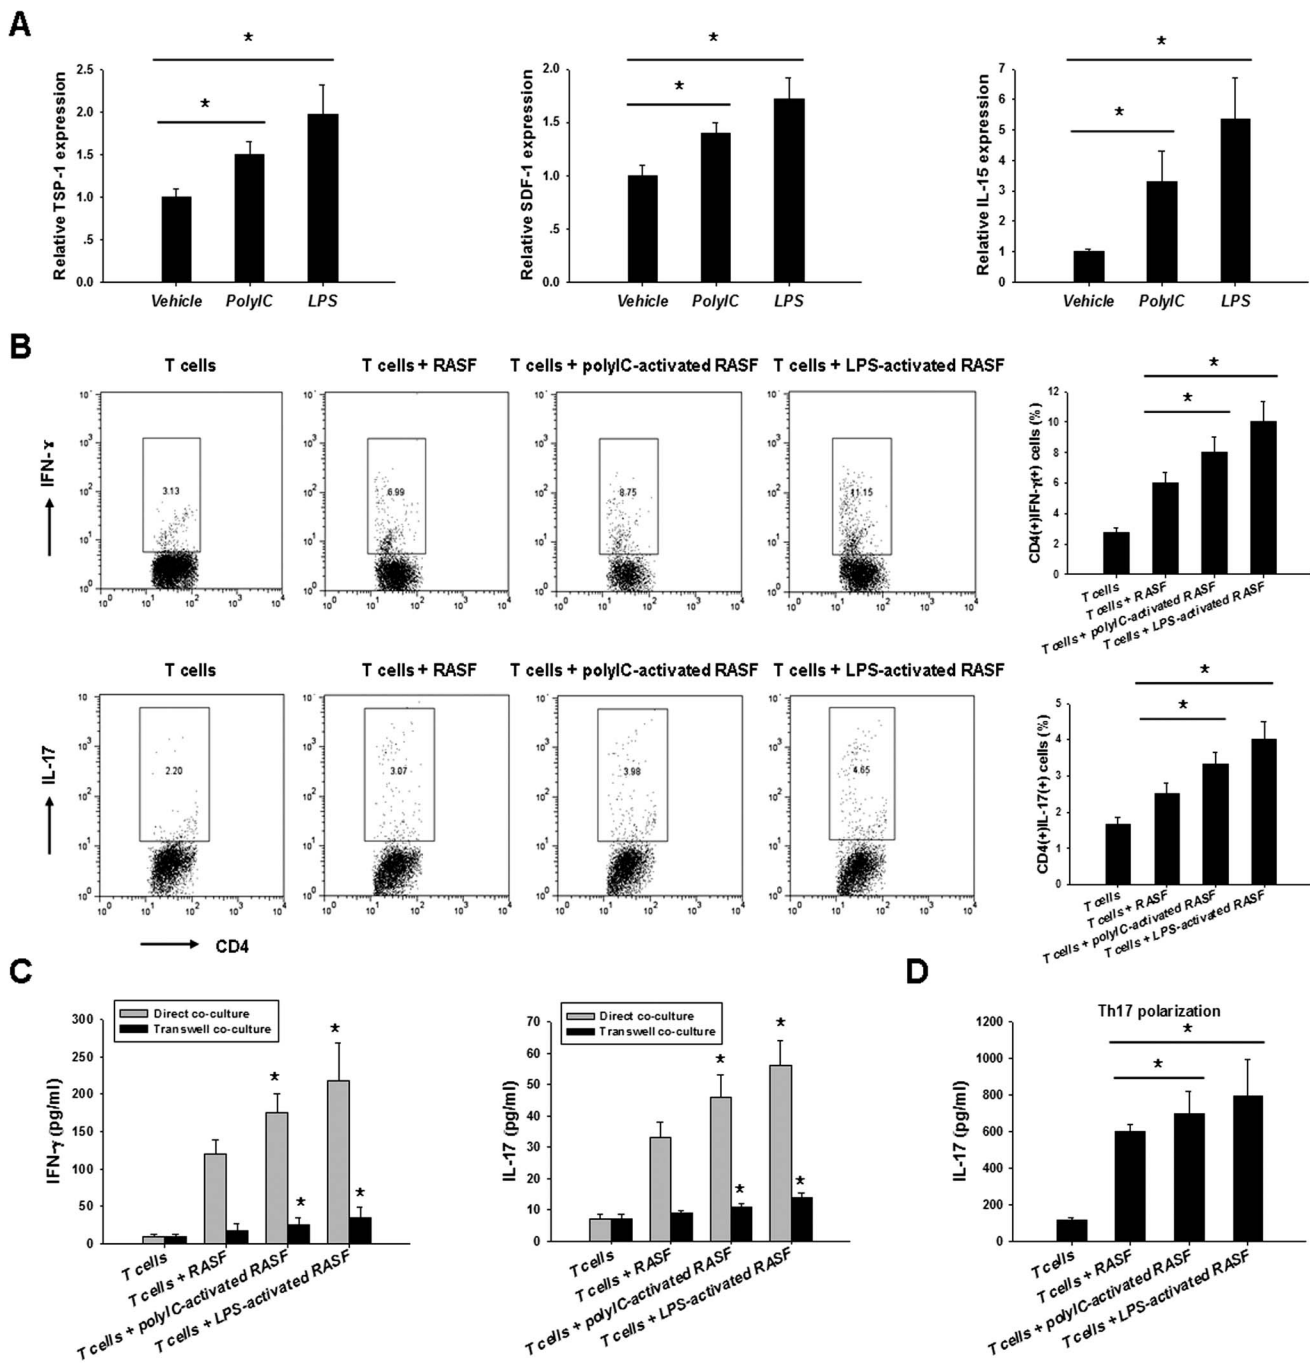 A
*
*
2.5
2.0
1.5
1.0
.5
0.0
Relative TSP-1 expression
Vehicle PolyIC LPS
*
*
2.0
1.5
1.0
.5
0.0
Relative SDF-1 expression
Vehicle PolyIC LPS
*
*
7
6
5
4
3
2
1
0
Relative IL-15 expression
Vehicle PolyIC LPS
B
T cells
T cells + RASF
T cells + polyIC-activated RASF
T cells + LPS-activated RASF
IFN-γ
3.13
6.99
8.75
11.15
*
*
12
10
8
6
4
2
0
CD4(+)IFN-γ(+) cells (%)
T cells
T cells + RASF
T cells + polyIC-activated RASF
T cells + LPS-activated RASF
T cells
T cells + RASF
T cells + polyIC-activated RASF
T cells + LPS-activated RASF
IL-17
2.20
3.07
3.98
4.65
CD4
*
*
5
4
3
2
1
0
CD4(+)IL-17(+) cells (%)
T cells
T cells + RASF
T cells + polyIC-activated RASF
T cells + LPS-activated RASF
C
Direct co-culture
Transwell co-culture
300
250
200
150
100
50
0
IFN-γ (pg/ml)
* * * *
T cells
T cells + RASF
T cells + polyIC-activated RASF
T cells + LPS-activated RASF
Direct co-culture
Transwell co-culture
70
60
50
40
30
20
10
0
IL-17 (pg/ml)
* * * *
T cells
T cells + RASF
T cells + polyIC-activated RASF
T cells + LPS-activated RASF
D
Th17 polarization
*
*
1200
1000
800
600
400
200
0
IL-17 (pg/ml)
T cells
T cells + RASF
T cells + polyIC-activated RASF
T cells + LPS-activated RASF